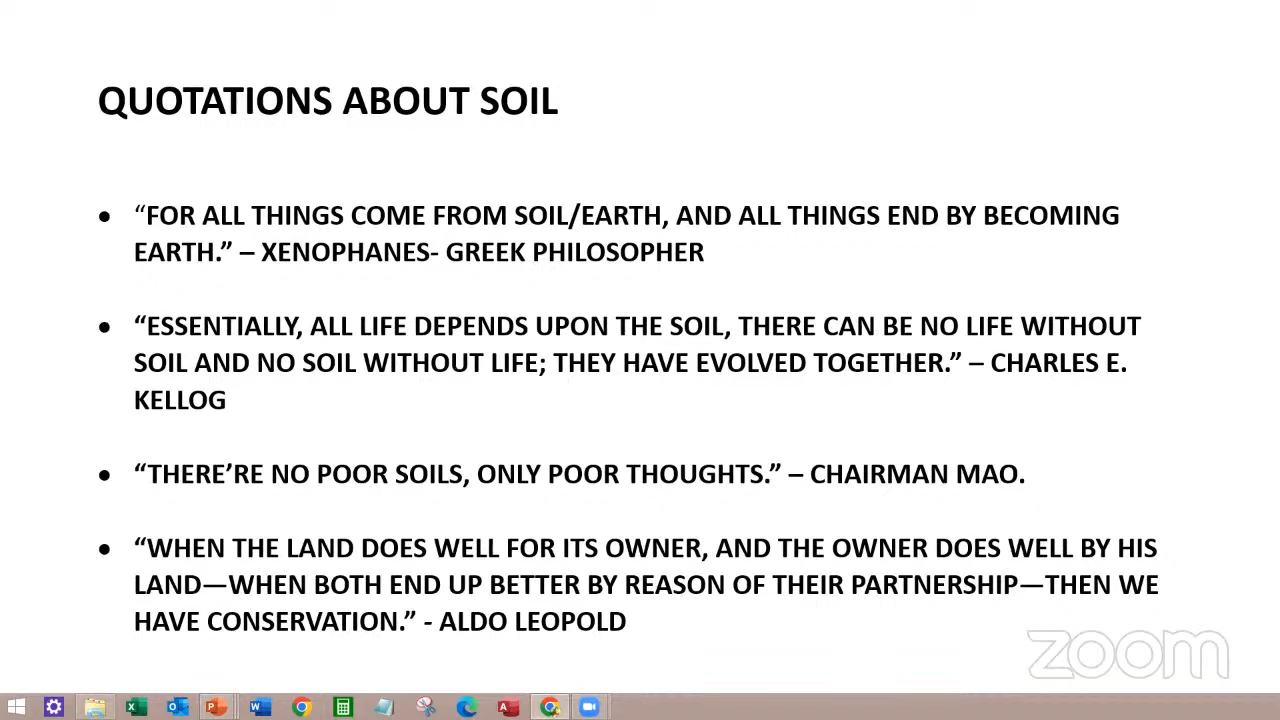 QUOTATIONS ABOUT SOIL
• “FOR ALL THINGS COME FROM SOIL/EARTH, AND ALL THINGS END BY BECOMING
EARTH.” – XENOPHANES- GREEK PHILOSOPHER
• “ESSENTIALLY, ALL LIFE DEPENDS UPON THE SOIL, THERE CAN BE NO LIFE WITHOUT
SOIL AND NO SOIL WITHOUT LIFE; THEY HAVE EVOLVED TOGETHER.” – CHARLES E.
KELLOG
• “THERE’RE NO POOR SOILS, ONLY POOR THOUGHTS.” – CHAIRMAN MAO.
• “WHEN THE LAND DOES WELL FOR ITS OWNER, AND THE OWNER DOES WELL BY HIS
LAND—WHEN BOTH END UP BETTER BY REASON OF THEIR PARTNERSHIP—THEN WE
HAVE CONSERVATION.” - ALDO LEOPOLD
zoom